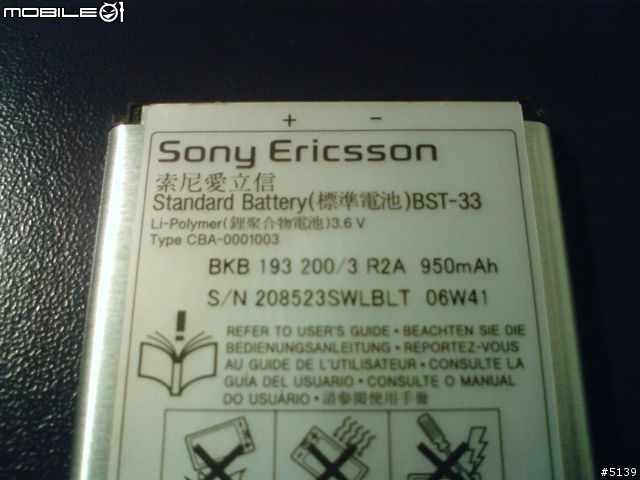 MOBILE01
+ −
Sony Ericsson
索尼愛立信
Standard Battery(標準電池)BST-33
Li-Polymer(鋰聚合物電池)3.6 V
Type CBA-0001003
BKB 193 200/3 R2A 950mAh
S/N 208523SWLBLT 06W41
REFER TO USER'S GUIDE • BEACHTEN SIE DIE
BEDIENUNGSANLEITUNG • REPORTEZ-VOUS
AU GUIDE DE L'UTILISATEUR • CONSULTE LA
GUÍA DEL USUARIO • CONSULTE O MANUAL
DO USUÁRIO • 請參閱使用手冊
#5139